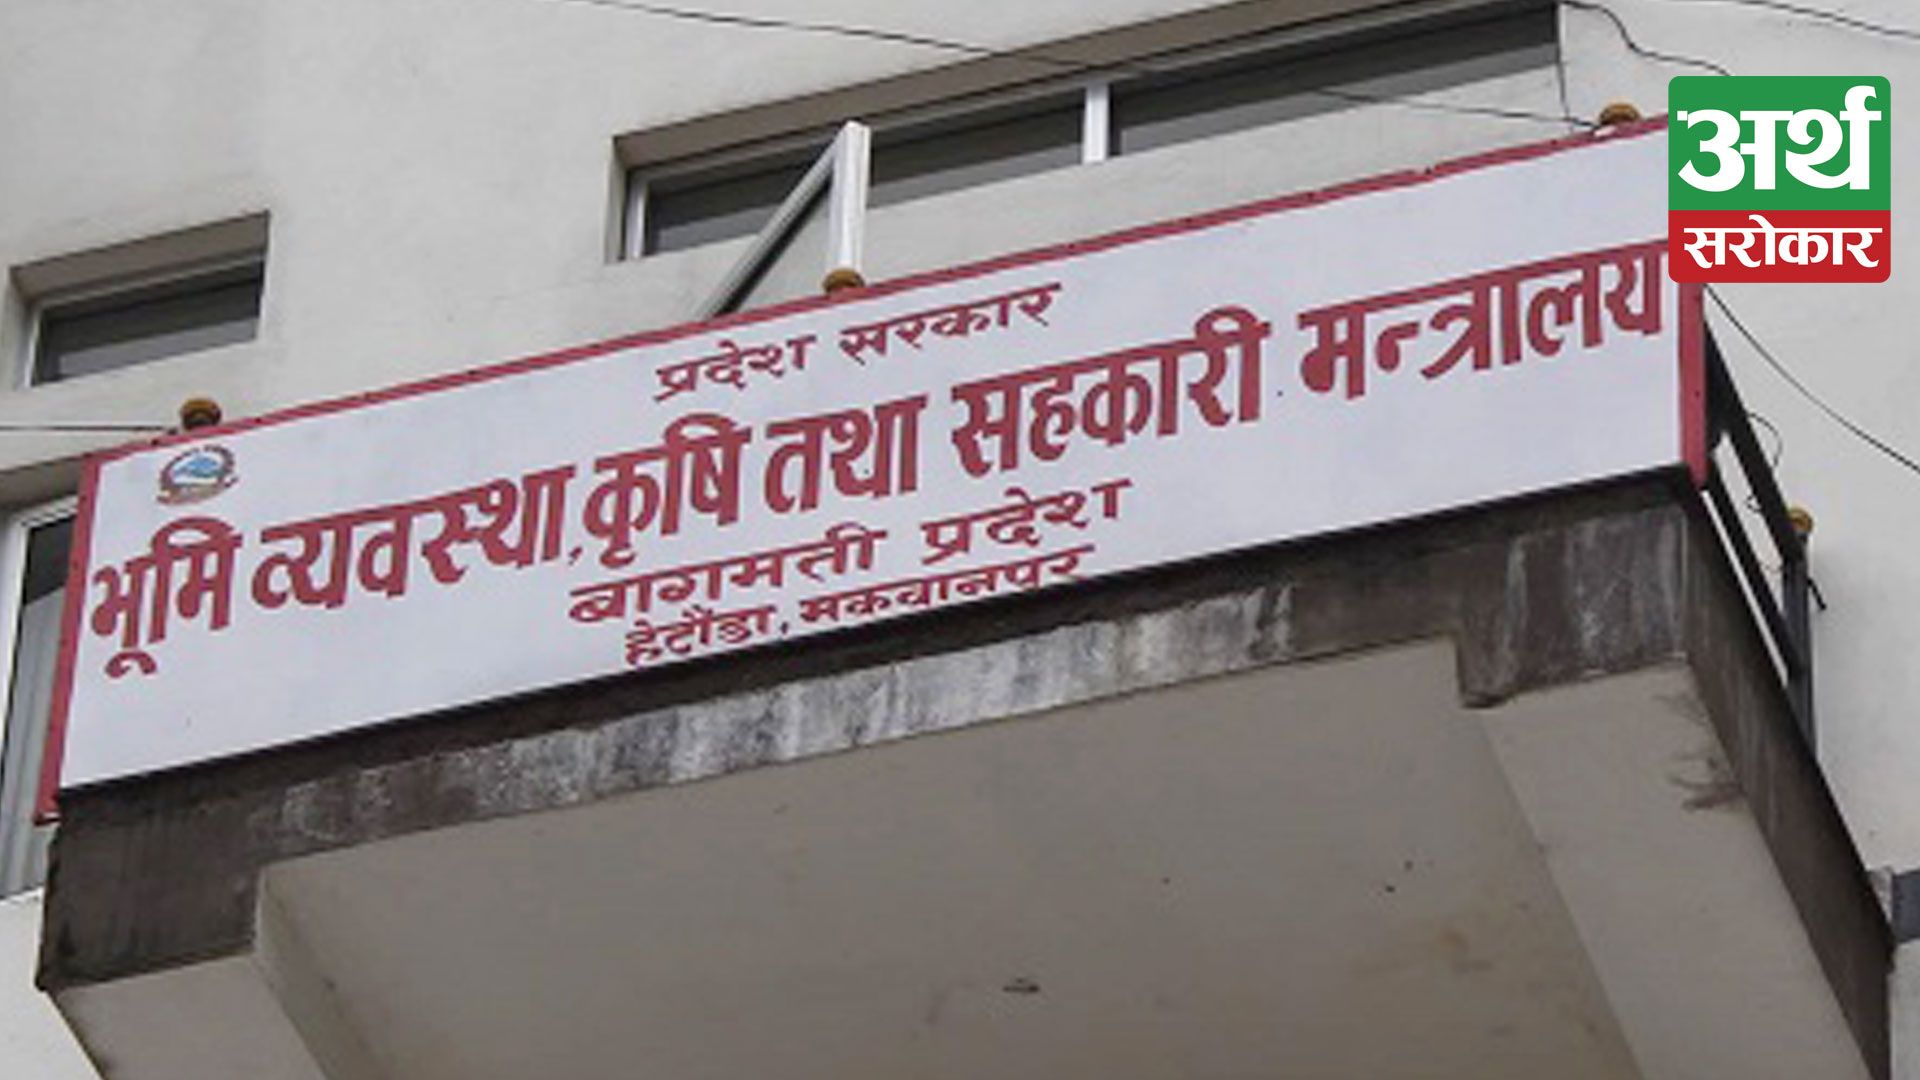 अर्थ
सरोकार
प्रदेश सरकार
भूमि व्यवस्था, कृषि तथा सहकारी मन्त्रालय
बागमती प्रदेश
हेटौंडा, मकवानपुर